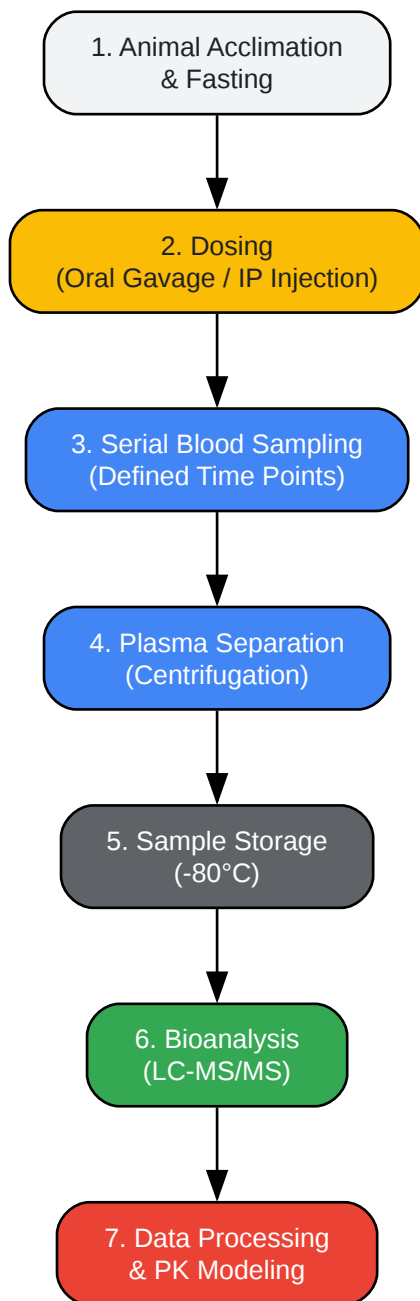 1. Animal Acclimation
& Fasting
2. Dosing
(Oral Gavage / IP Injection)
3. Serial Blood Sampling
(Defined Time Points)
4. Plasma Separation
(Centrifugation)
5. Sample Storage
(-80°C)
6. Bioanalysis
(LC-MS/MS)
7. Data Processing
& PK Modeling